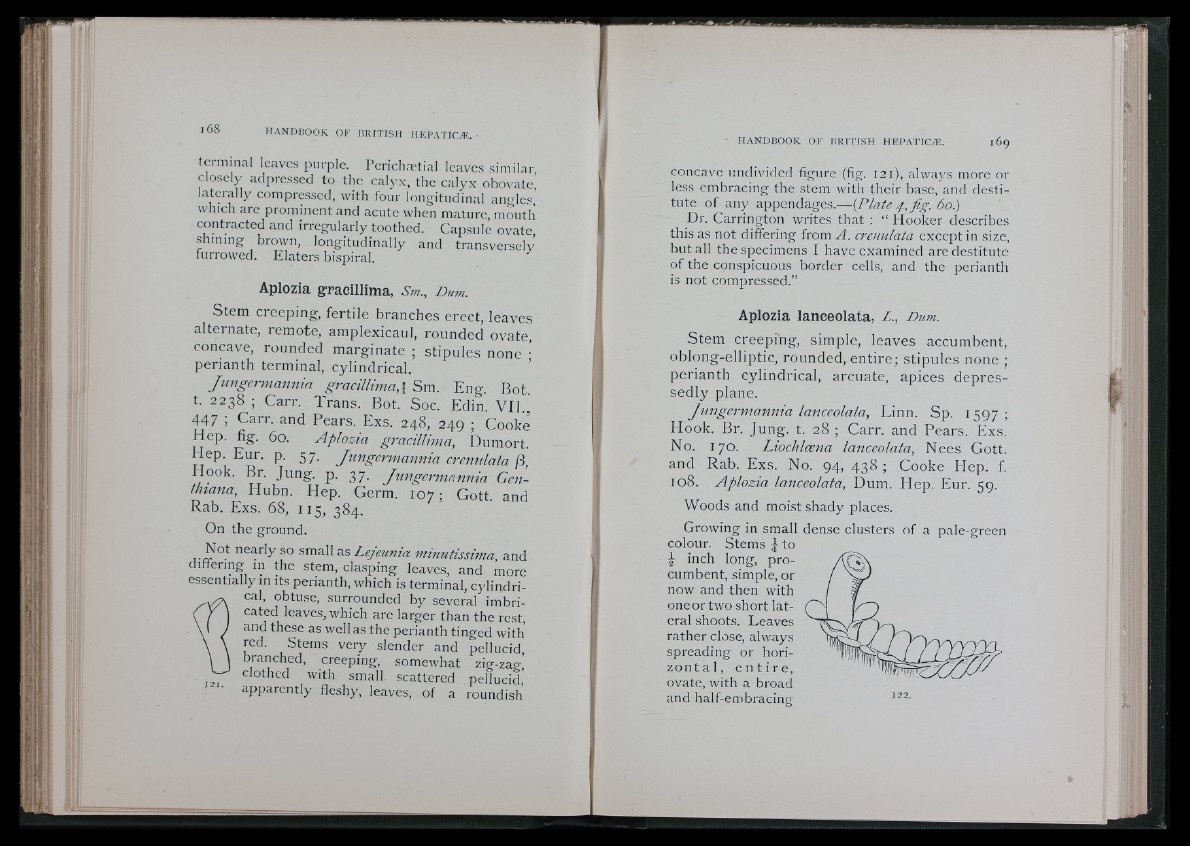 168 HANDBOOK OF BRITISH HEPATICÆ.
terminal leaves purple. Perichætial leaves similar,
closely adpressed to the calyx, the calyx obovate,
laterally compressed, with four longitudinal angles,
which are prominent and acute when mature, mouth
contracted and irregularly toothed. Capsule ovate,
shining brown, longitudinally and transversely
furrowed. Elaters bispiral.
Aplozia gracillima, Sm., Dum.
Stem creeping, fertile branches erect, leaves
alternate, remote, amplexicaul, rounded ovate,
concave, rounded marginate ; stipules none ;
perianth terminal, cylindrical.
Jungermannia gracillima, Sm. Eng. Bot.
t. 2238 ; Carr. Trans. Bot. Soc. Edin. VII.,
447 ; Carr. and Pears. Exs. 248, 249 ; Cooke
Hep. fig. 60. Aplozia gracillima, Dumort.
Hep. Eur. p. 57. Jungermannia crenulata β,
Hook. Br. Jung. p. 37. Jungermannia Gen-
thiana, Hubn. Hep. Germ. 107 ; Gott. and
Rab. Exs. 68, 115, 384.
On the ground.
Not nearly so small as Lejeunia minutissima, and
differing in the stem, clasping leaves, and more
essentially in its perianth, which is terminal, cylindri-
cal, obtuse, surrounded by several imbri-
cated leaves, which are larger than the rest,
and these as well as the perianth tinged with
red. Stems very slender and pellucid,
branched, creeping, somewhat zig-zag,
clothed with small scattered pellucid,
121. apparently fleshy, leaves, of a roundish
HANDBOOK OF BRITISH HEPATICÆ. 169
concave undivided figure (fig. 121), always more or
less embracing the stem with their base, and desti-
tute of any appendages.—(Plate 4, fig. 60.)
Dr. Carrington writes that : “ Hooker describes
this as not differing from A. crenulata except in size,
but all the specimens I have examined are destitute
of the conspicuous border cells, and the perianth
is not compressed.”
Aplozia lanceolata, L., Dum.
Stem creeping, simple, leaves accumbent,
oblong-elliptic, rounded, entire; stipules none ;
perianth cylindrical, arcuate, apices depres-
sedly plane.
Jungermannia lanceolata, Linn. Sp. 1597 ;
Hook. Br. Jung. t. 28 ; Carr. and Pears. Exs.
No. 170. Liochlæna lanceolata, Nees Gott.
and Rab. Exs. No. 94, 438 ; Cooke Hep. f.
108. Aplozia lanceolata, Dum. Hep. Eur. 59.
Woods and moist shady places.
Growing in small dense clusters of a pale-green
colour. Stems ¼ to
½ inch long, pro-
cumbent, simple, or
now and then with
one or two short lat-
eral shoots. Leaves
rather close, always
spreading or hori-
zontal, entire,
ovate, with a broad
and half-embracing
122.